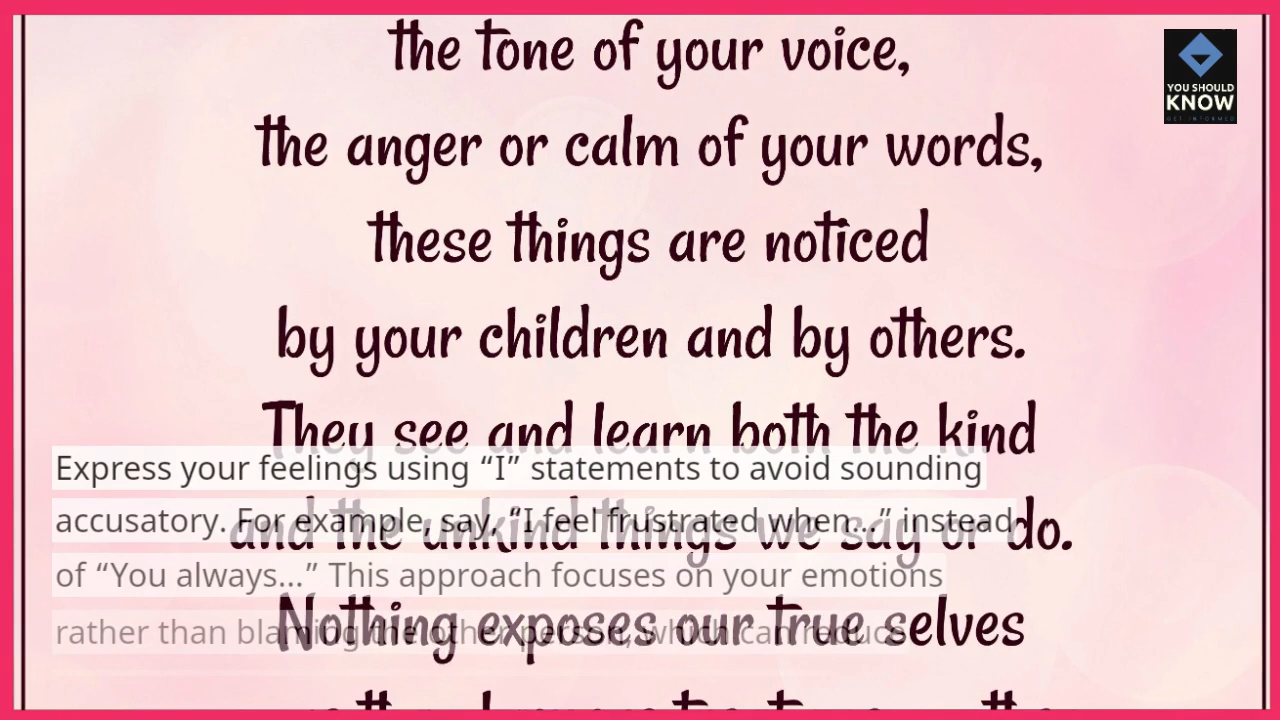 the tone of your voice,
the anger or calm of your words,
these things are noticed
by your children and by others.
They see and learn both the kind
and the unkind things we say or do.
Nothing exposes our true selves
Express your feelings using “I” statements to avoid sounding
accusatory. For example, say, “I feel frustrated when...” instead
of “You always...” This approach focuses on your emotions
rather than blaming the other person, which can reduce
YOU SHOULD
KNOW
GET INFORMED